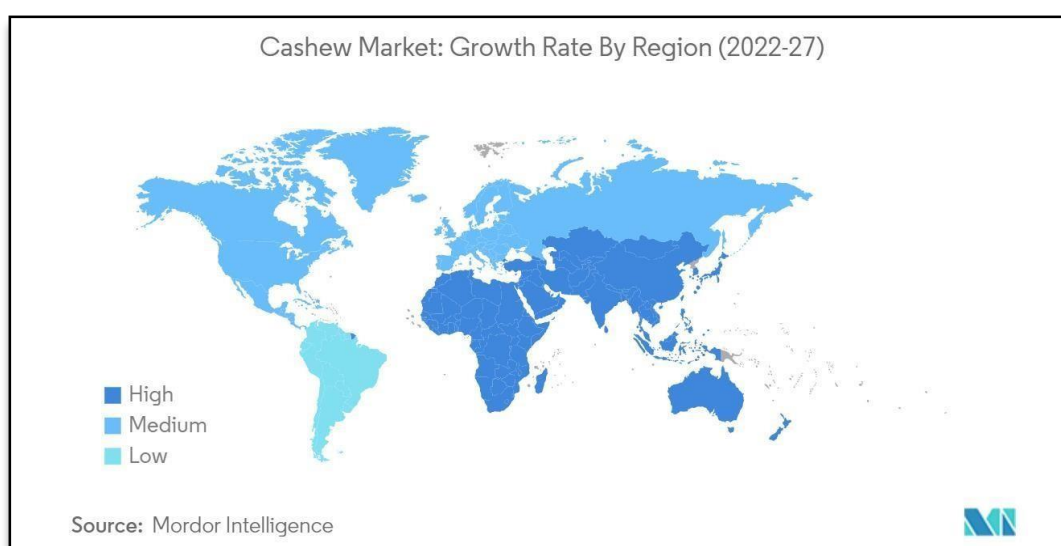 Cashew Market: Growth Rate By Region (2022-27)
High
Medium
Low
Source: Mordor Intelligence